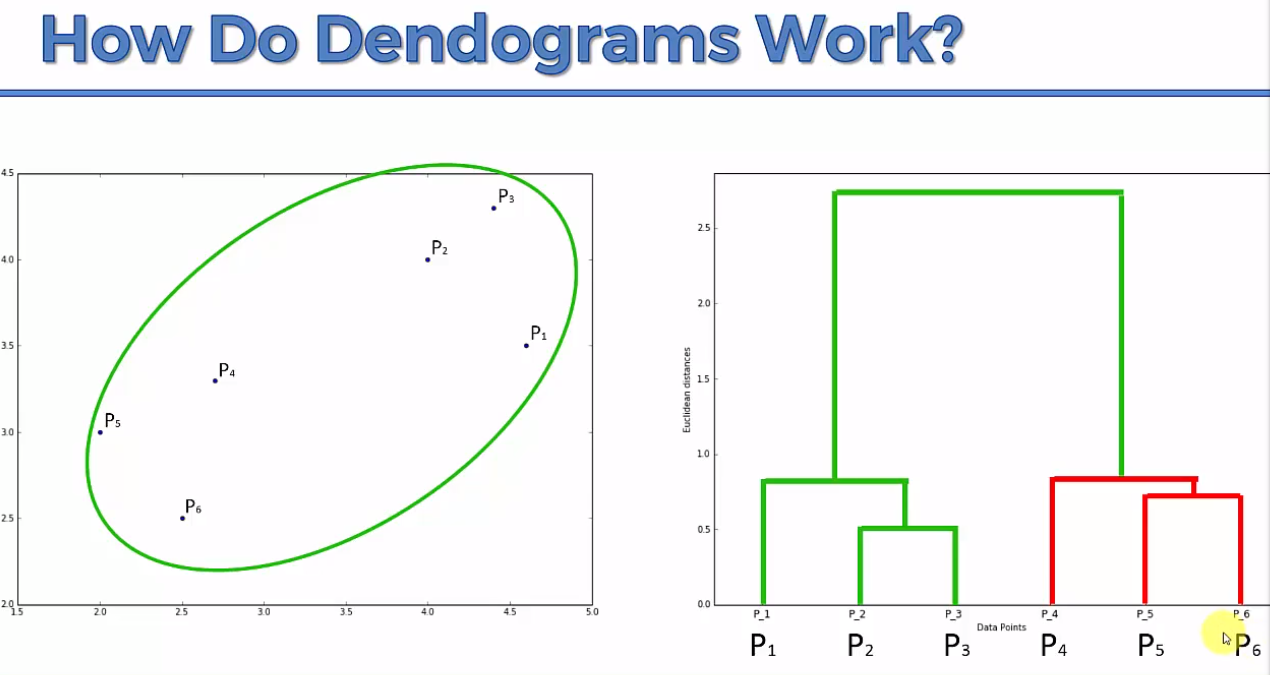 How Do Dendograms Work?
4.5
4.0
3.5
3.0
2.5
2.0
1.5 2.0 2.5 3.0 3.5 4.0 4.5 5.0
P₃
P₂
P₁
P₄
P₅
P₆
Euclidean distances
2.5
2.0
1.5
1.0
0.5
0.0
P_1 P_2 P_3 P_4 P_5 P_6
Data Points
P₁ P₂ P₃ P₄ P₅ P₆